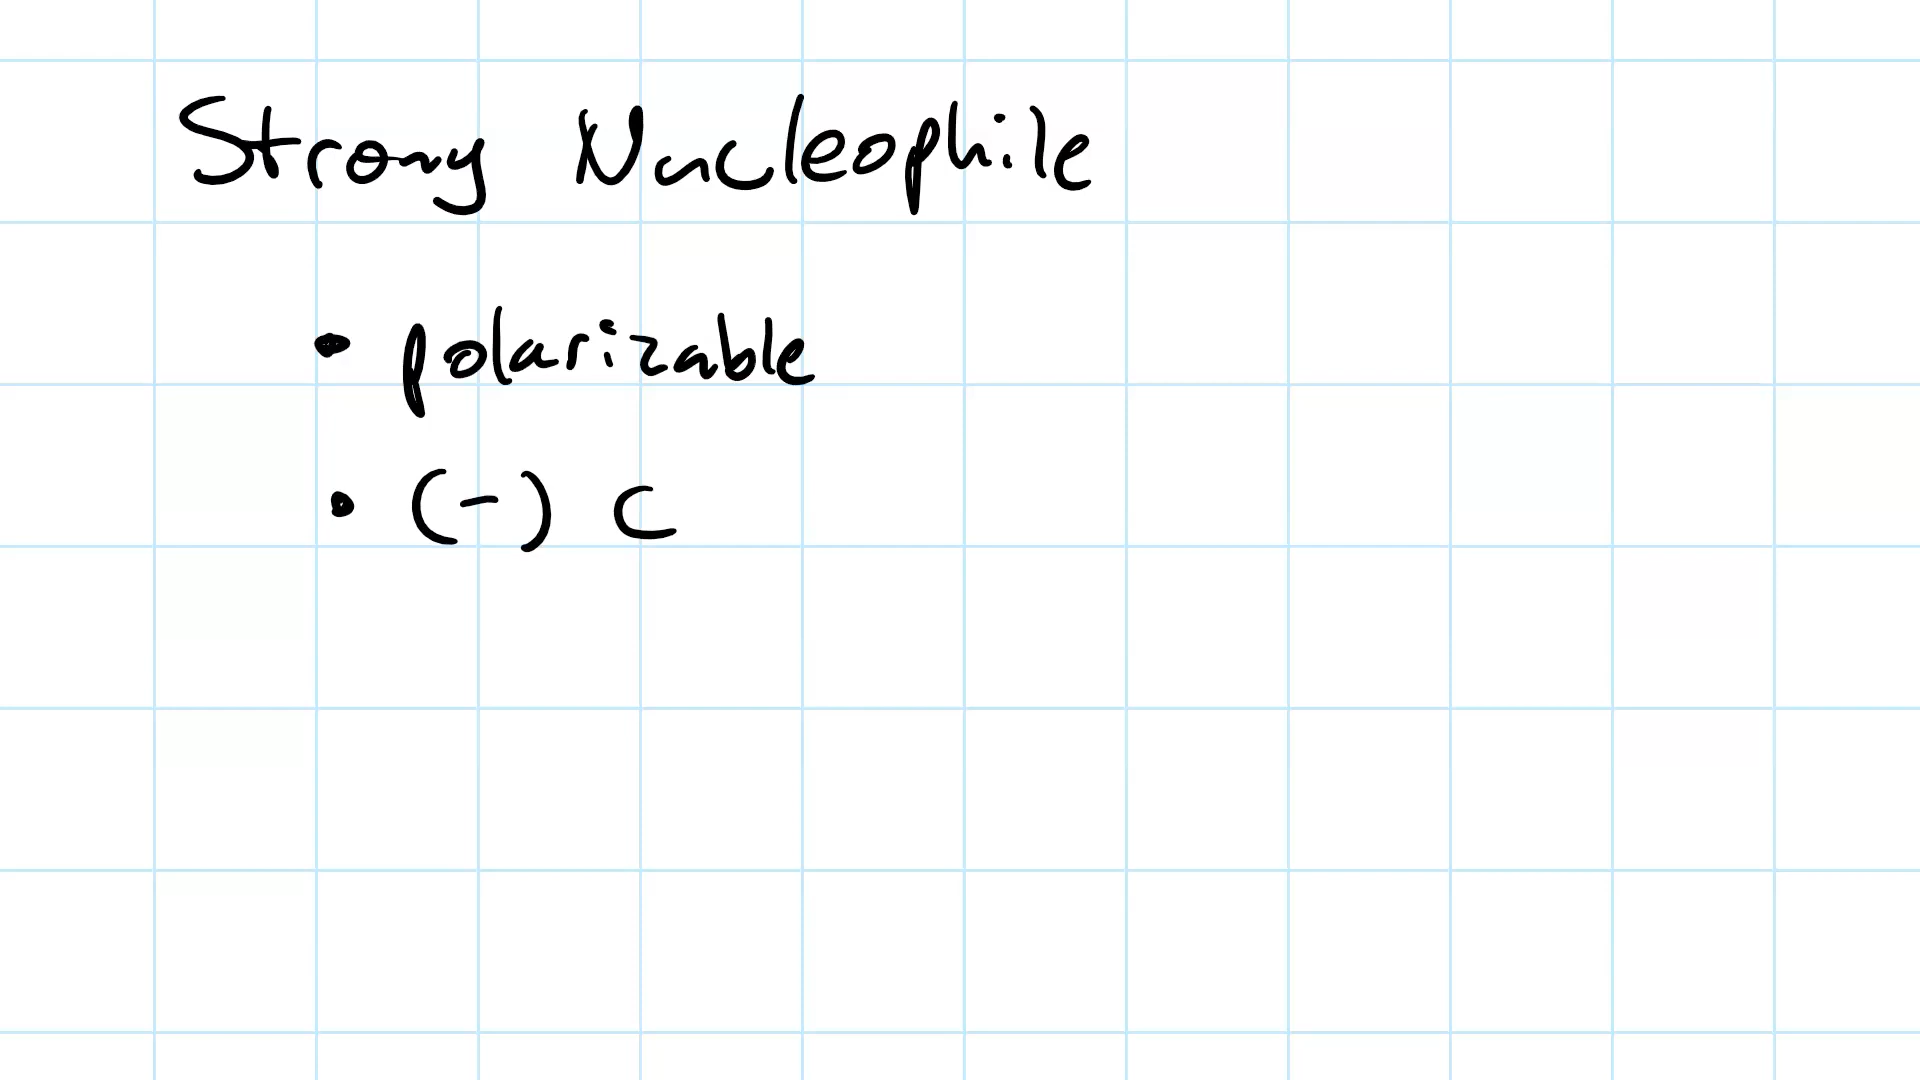 Strong Nucleophile
• polarizable
• (-) c